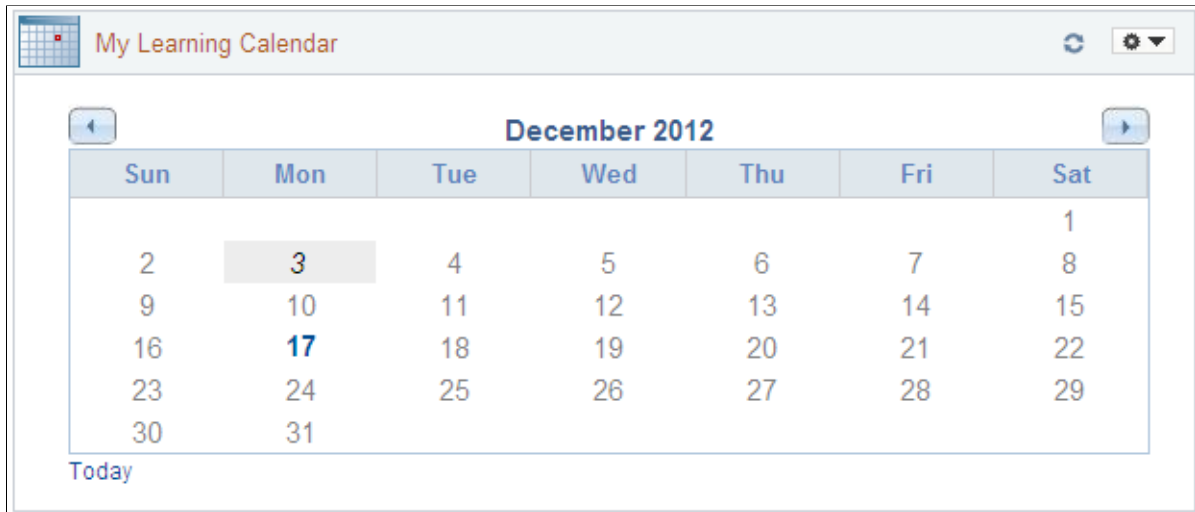 My Learning Calendar
December 2012
Sun Mon Tue Wed Thu Fri Sat
1
2 3 4 5 6 7 8
9 10 11 12 13 14 15
16 17 18 19 20 21 22
23 24 25 26 27 28 29
30 31
Today